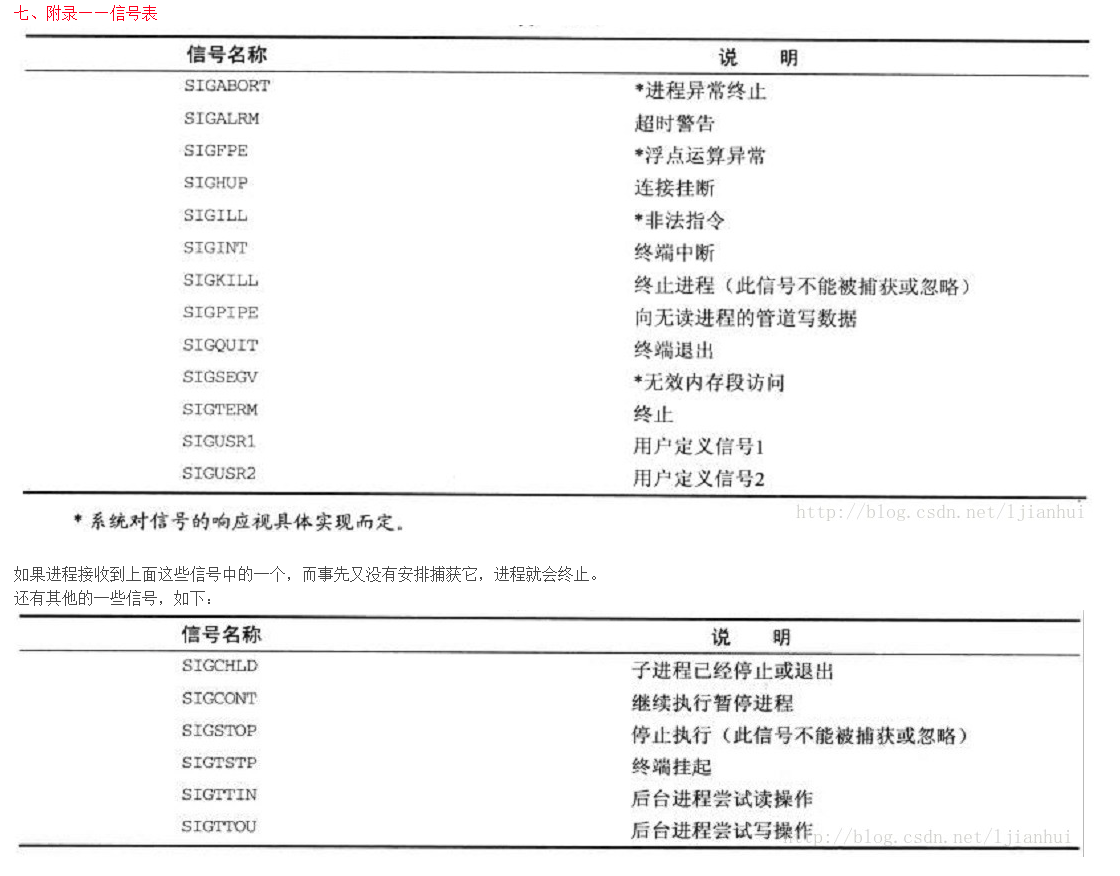 七、附录——信号表
信号名称 说 明
SIGABORT *进程异常终止
SIGALRM 超时警告
SIGFPE *浮点运算异常
SIGHUP 连接挂断
SIGILL *非法指令
SIGINT 终端中断
SIGKILL 终止进程（此信号不能被捕获或忽略）
SIGPIPE 向无读进程的管道写数据
SIGQUIT 终端退出
SIGSEGV *无效内存段访问
SIGTERM 终止
SIGUSR1 用户定义信号1
SIGUSR2 用户定义信号2
http://blog.csdn.net/ljianhui
* 系统对信号的响应视具体实现而定。
如果进程接收到上面这些信号中的一个，而事先又没有安排捕获它，进程就会终止。
还有其他的一些信号，如下：
信号名称 说 明
SIGCHLD 子进程已经停止或退出
SIGCONT 继续执行暂停进程
SIGSTOP 停止执行（此信号不能被捕获或忽略）
SIGTSTP 终端挂起
SIGTTIN 后台进程尝试读操作
SIGTTOU 后台进程尝试写操作
http://blog.csdn.net/ljianhui